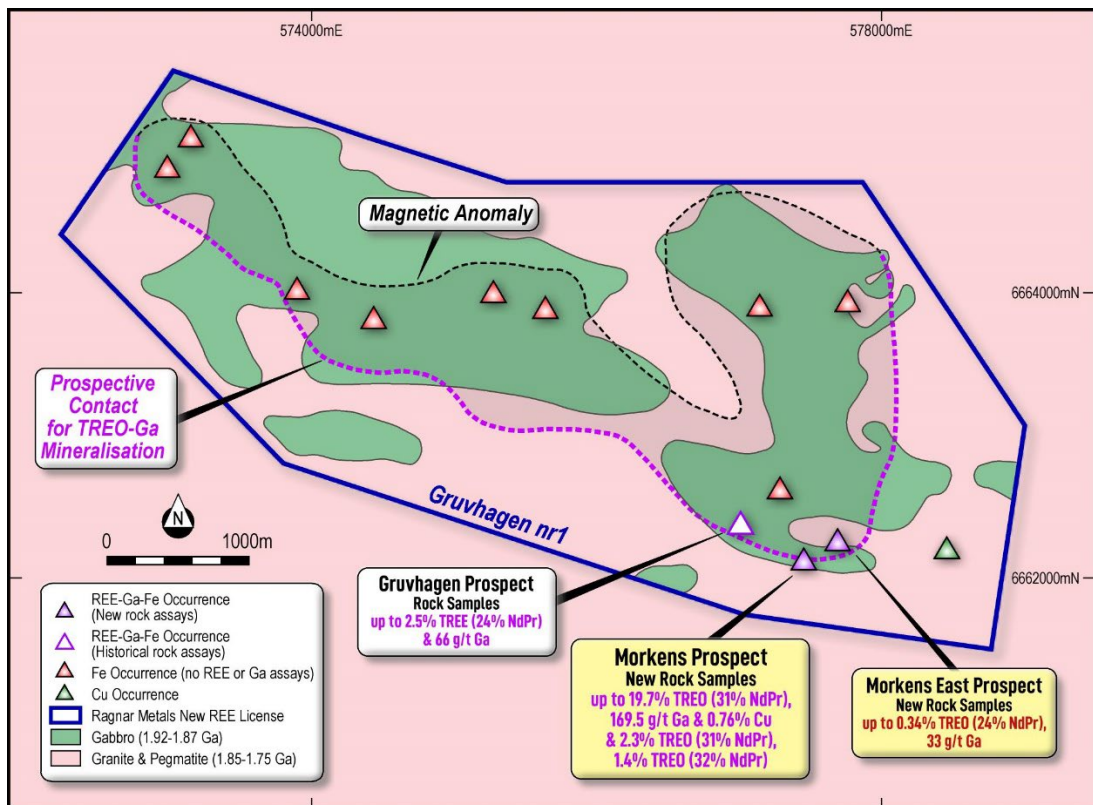 574000mE
578000mE
Magnetic Anomaly
6664000mN
Prospective
Contact
for TREO-Ga
Mineralisation
Gruvhagen nr1
N
0 1000m
6662000mN
REE-Ga-Fe Occurrence
(New rock assays)
REE-Ga-Fe Occurrence
(Historical rock assays)
Fe Occurrence (no REE or Ga assays)
Cu Occurrence
Ragnar Metals New REE License
Gabbro (1.92-1.87 Ga)
Granite & Pegmatite (1.85-1.75 Ga)
Gruvhagen Prospect
Rock Samples
up to 2.5% TREE (24% NdPr)
& 66 g/t Ga
Morkens Prospect
New Rock Samples
up to 19.7% TREO (31% NdPr),
169.5 g/t Ga & 0.76% Cu
& 2.3% TREO (31% NdPr),
1.4% TREO (32% NdPr)
Morkens East Prospect
New Rock Samples
up to 0.34% TREO (24% NdPr),
33 g/t Ga